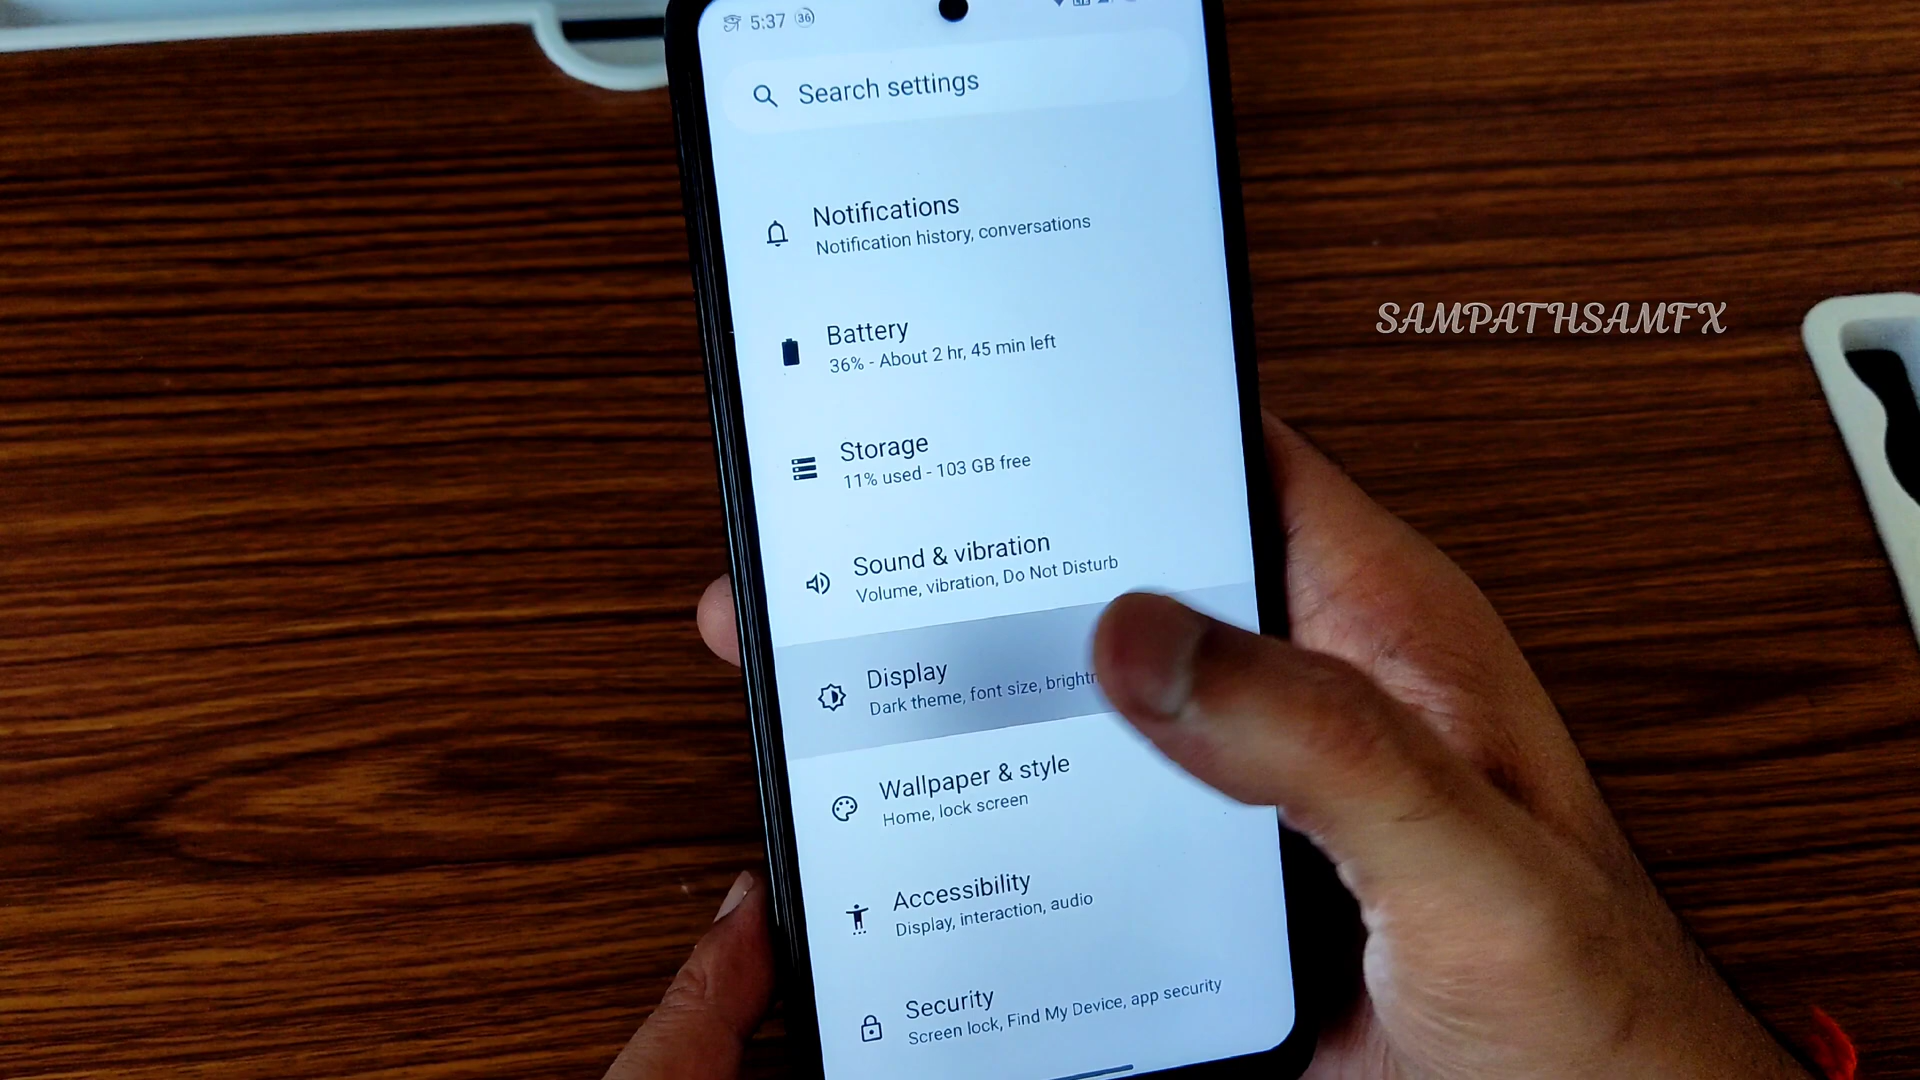 5:37 36
Search settings
Notifications
Notification history, conversations
SAMPATHSAMFX
Battery
36% - About 2 hr, 45 min left
Storage
11% used - 103 GB free
Sound & vibration
Volume, vibration, Do Not Disturb
Display
Dark theme, font size, brightn
Wallpaper & style
Home, lock screen
Accessibility
Display, interaction, audio
Security
Screen lock, Find My Device, app security